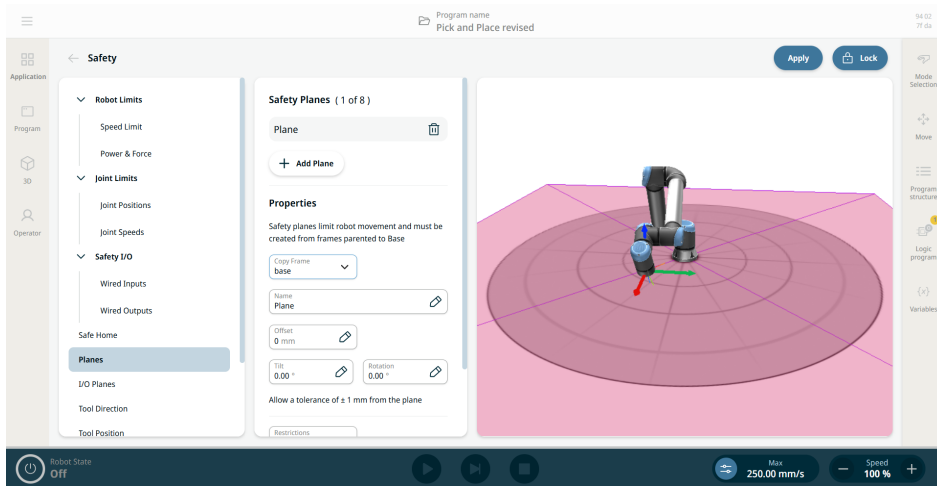 Program name
Pick and Place revised
94 02
7f da
Application
Program
3D
Operator
Safety
Apply
Lock
Robot Limits
Speed Limit
Power & Force
Joint Limits
Joint Positions
Joint Speeds
Safety I/O
Wired Inputs
Wired Outputs
Safe Home
Planes
I/O Planes
Tool Direction
Tool Position
Safety Planes ( 1 of 8 )
Plane
Add Plane
Properties
Safety planes limit robot movement and must be
created from frames parented to Base
Copy Frame
base
Name
Plane
Offset
0 mm
Tilt
0.00 °
Rotation
0.00 °
Allow a tolerance of ± 1 mm from the plane
Restrictions
Mode
Selection
Move
Program
structure
1
Logic
program
{x}
Variables
Robot State
Off
Max
250.00 mm/s
Speed
100 %